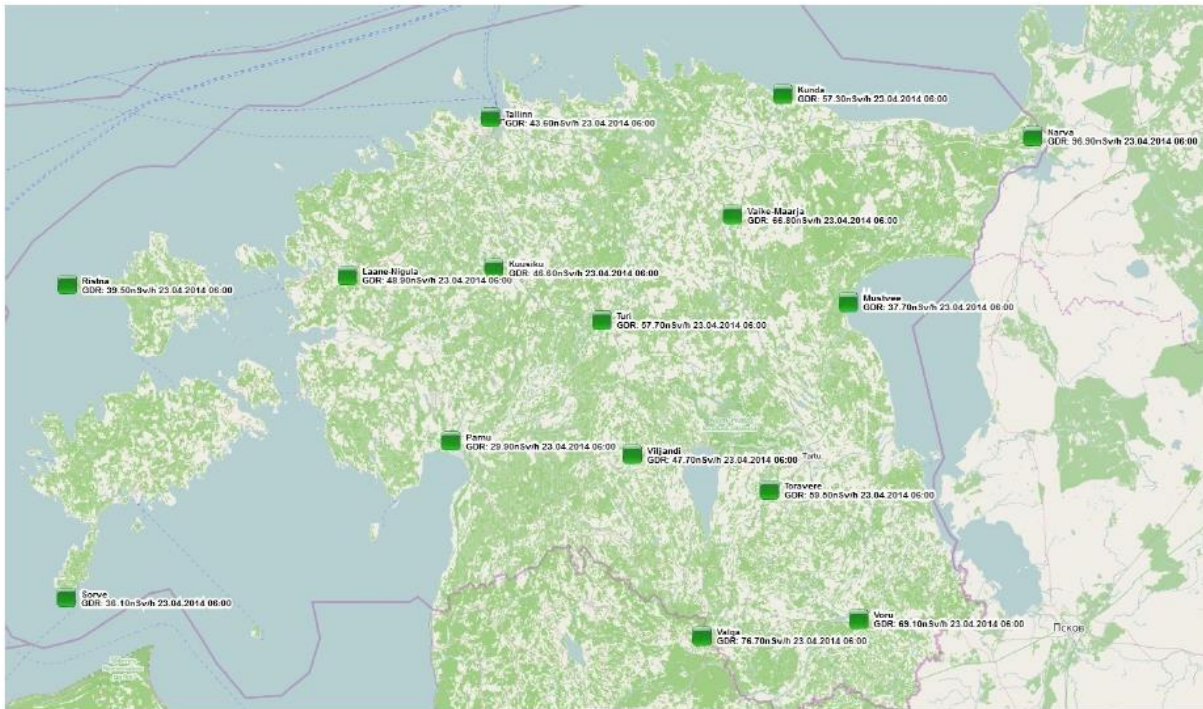 Kunda
GDR: 57.30nSv/h 23.04.2014 06:00
Tallinn
GDR: 43.60nSv/h 23.04.2014 06:00
Narva
GDR: 96.90nSv/h 23.04.2014 06:00
Vaike-Maarja
GDR: 66.80nSv/h 23.04.2014 06:00
Kuusiku
GDR: 46.60nSv/h 23.04.2014 06:00
Laane-Nigula
GDR: 48.90nSv/h 23.04.2014 06:00
Ristna
GDR: 39.50nSv/h 23.04.2014 06:00
Mustvee
GDR: 37.70nSv/h 23.04.2014 06:00
Turi
GDR: 57.70nSv/h 23.04.2014 06:00
Parnu
GDR: 29.90nSv/h 23.04.2014 06:00
Viljandi
GDR: 47.70nSv/h 23.04.2014 06:00
Tartu
Toravere
GDR: 59.50nSv/h 23.04.2014 06:00
Sorve
GDR: 36.10nSv/h 23.04.2014 06:00
Voru
GDR: 69.10nSv/h 23.04.2014 06:00
Псков
Valga
GDR: 76.70nSv/h 23.04.2014 06:00